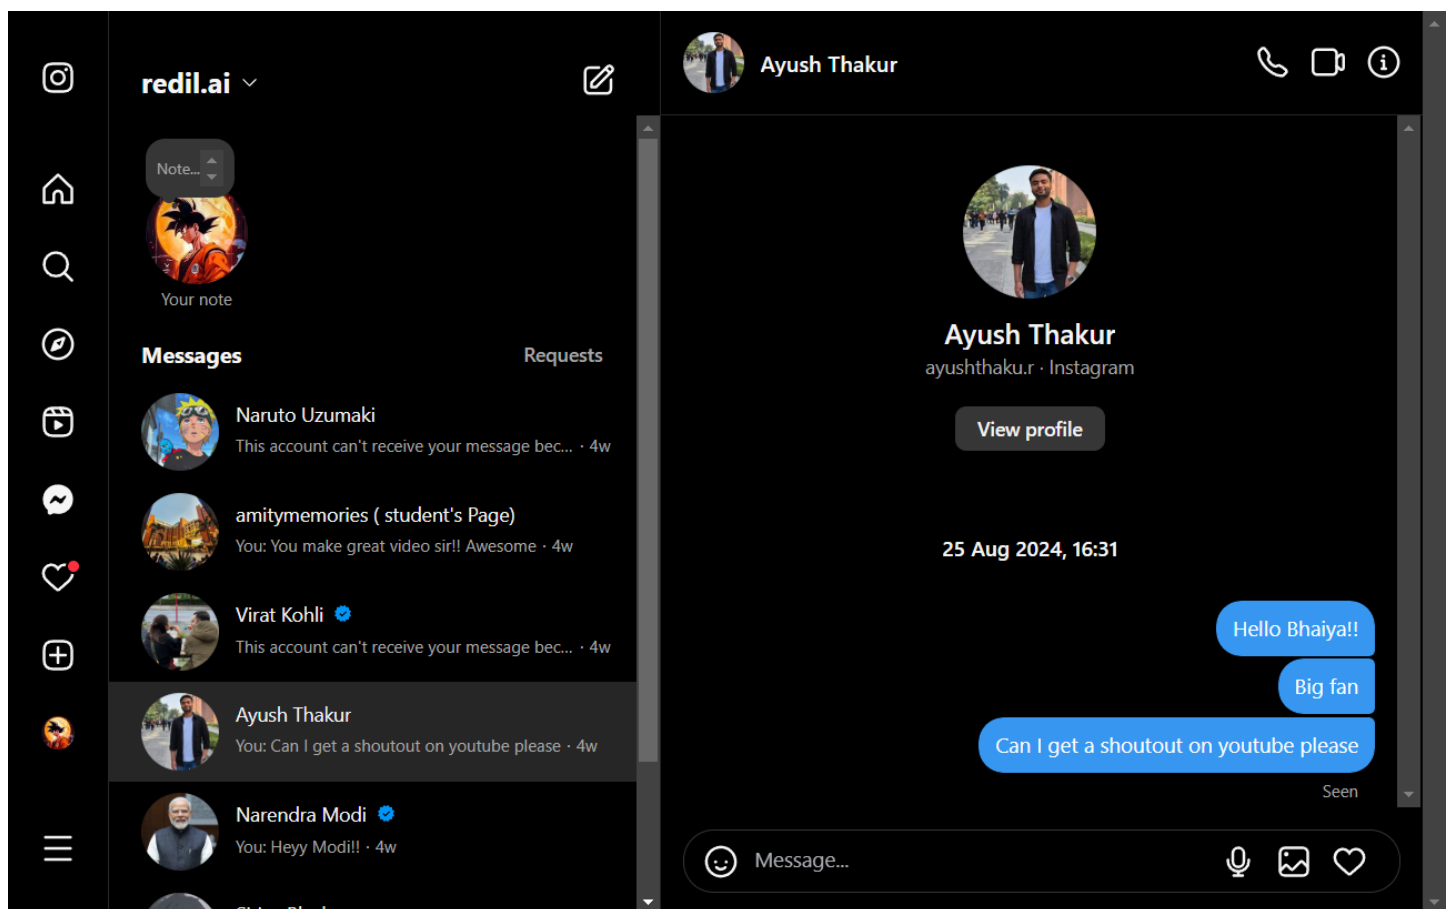 redil.ai
Note...
Your note
Messages
Requests
Naruto Uzumaki
This account can't receive your message bec... · 4w
amitymemories ( student's Page)
You: You make great video sir!! Awesome · 4w
Virat Kohli
This account can't receive your message bec... · 4w
Ayush Thakur
You: Can I get a shoutout on youtube please · 4w
Narendra Modi
You: Heyy Modi!! · 4w
Ayush Thakur
Ayush Thakur
ayushthaku.r · Instagram
View profile
25 Aug 2024, 16:31
Hello Bhaiya!!
Big fan
Can I get a shoutout on youtube please
Seen
Message...